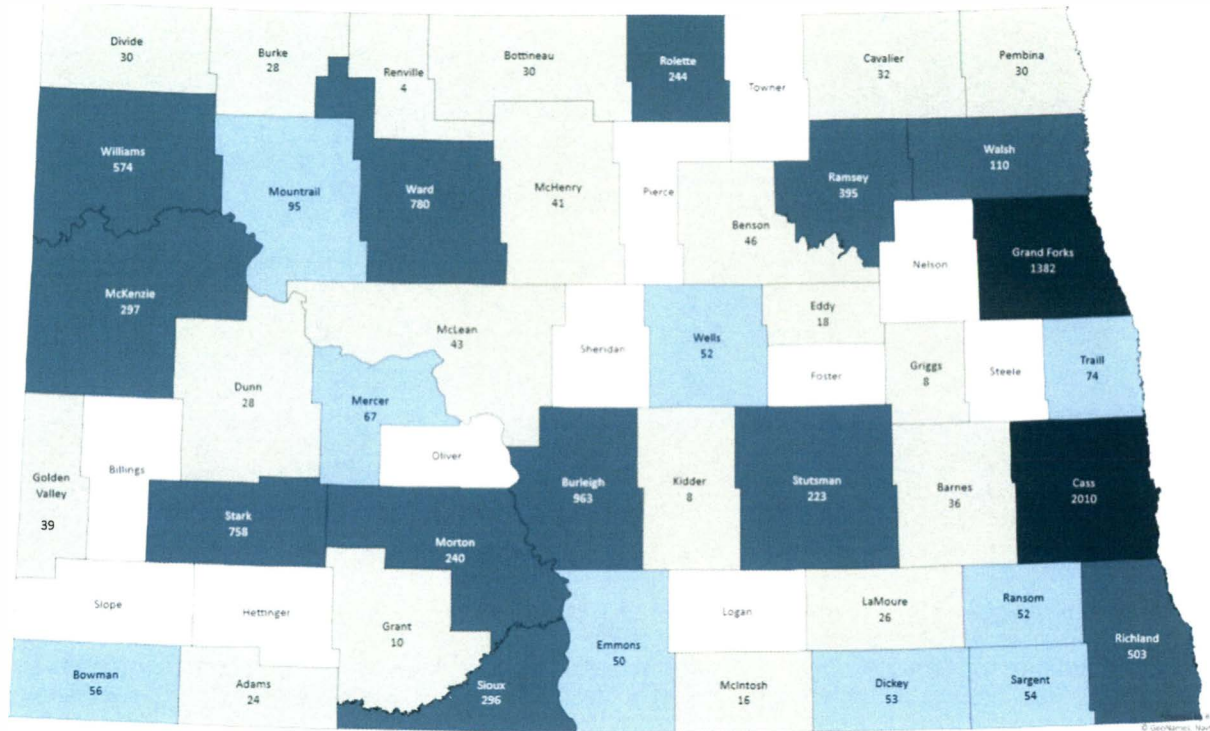 Divide
30
Burke
28
Renville
4
Bottineau
30
Rolette
244
Towner
Cavalier
32
Pembina
30
Williams
574
Mountrail
95
Ward
780
McHenry
41
Pierce
Benson
46
Ramsey
395
Walsh
110
Nelson
Grand Forks
1382
McKenzie
297
Dunn
28
McLean
43
Mercer
67
Sheridan
Wells
52
Eddy
18
Foster
Griggs
8
Steele
Traill
74
Golden
Valley
39
Billings
Oliver
Stark
758
Morton
240
Burleigh
963
Kidder
8
Stutsman
223
Barnes
36
Cass
2010
Slope
Hettinger
Grant
10
Emmons
50
Logan
LaMoure
26
Ransom
52
Richland
503
Bowman
56
Adams
24
Sioux
296
McIntosh
16
Dickey
53
Sargent
54
© GeoNames,